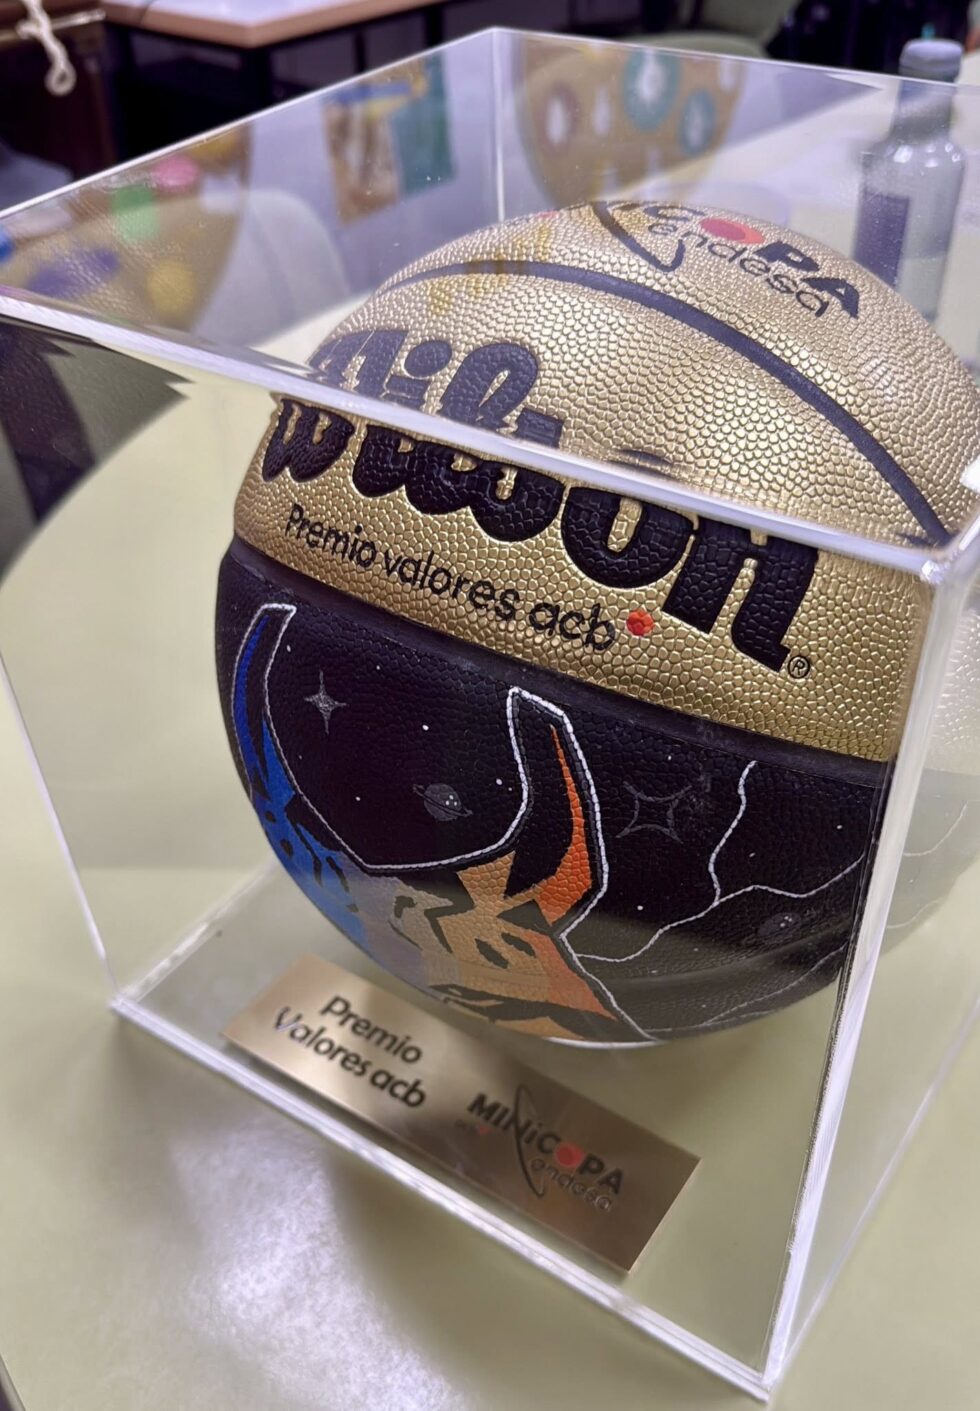 MINICOPA
endesa
Wilson
®
Premio valores acb
Premio
Valores acb
MINICOPA
endesa